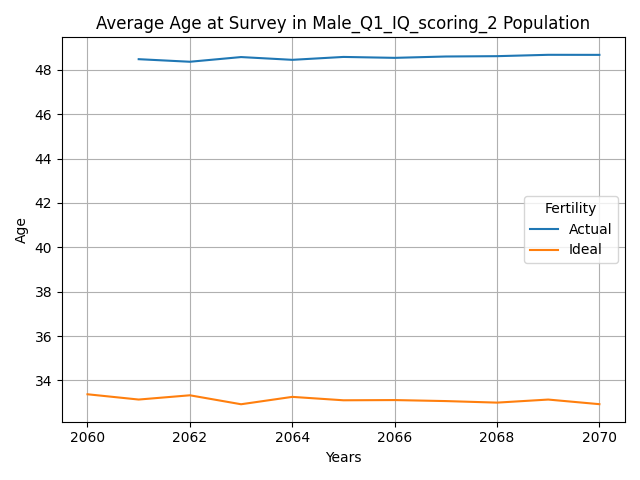 Average Age at Survey in Male_Q1_IQ_scoring_2 Population
Age
48
46
44
42
40
38
36
34
Fertility
Actual
Ideal
2060
2062
2064
2066
2068
2070
Years